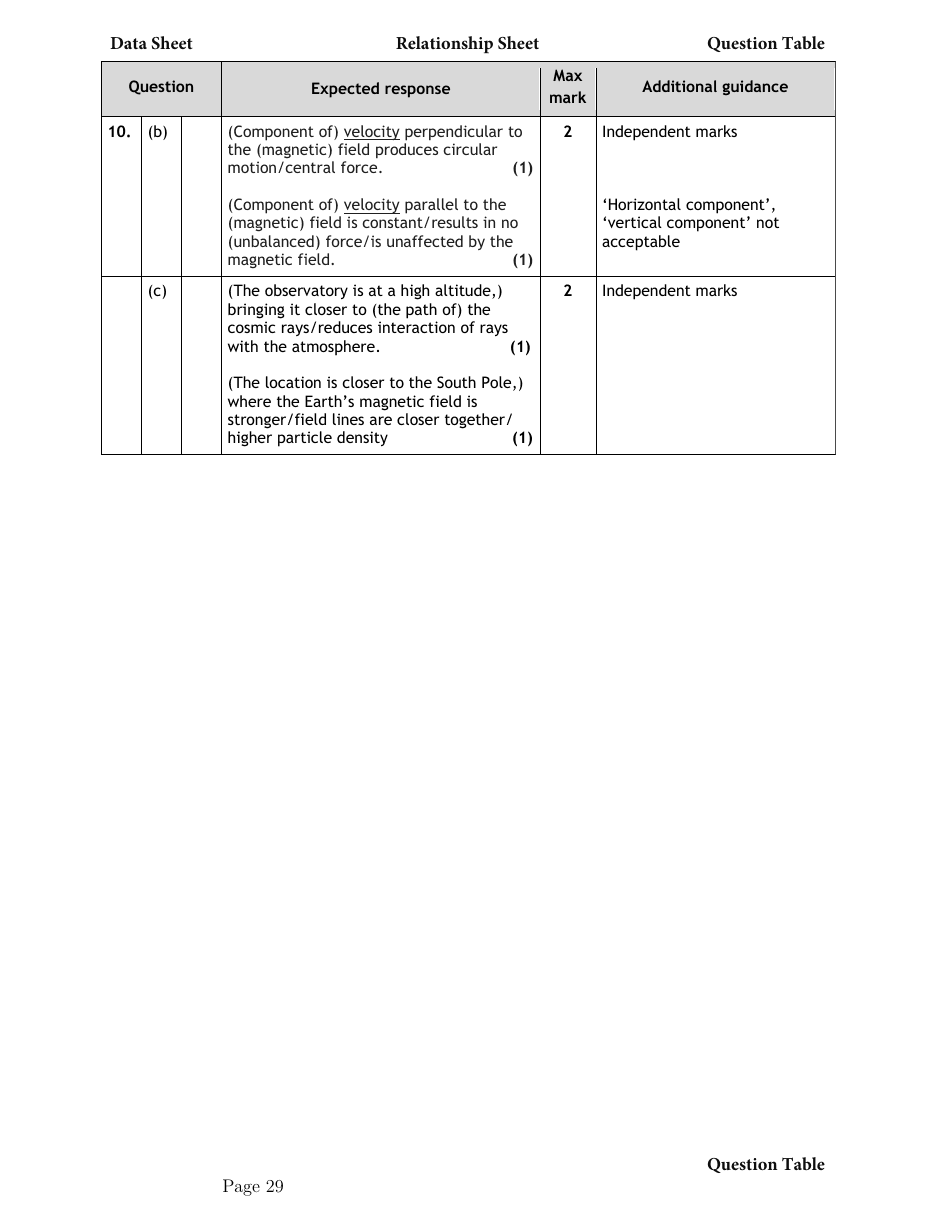 Data Sheet Relationship Sheet Question Table
Question Expected response Max mark Additional guidance
10. (b) (Component of) velocity perpendicular to 2 Independent marks
the (magnetic) field produces circular
motion/central force. (1)
(Component of) velocity parallel to the ‘Horizontal component’,
(magnetic) field is constant/results in no ‘vertical component’ not
(unbalanced) force/is unaffected by the acceptable
magnetic field. (1)
(c) (The observatory is at a high altitude,) 2 Independent marks
bringing it closer to (the path of) the
cosmic rays/reduces interaction of rays
with the atmosphere. (1)
(The location is closer to the South Pole,)
where the Earth’s magnetic field is
stronger/field lines are closer together/
higher particle density (1)
Question Table
Page 29